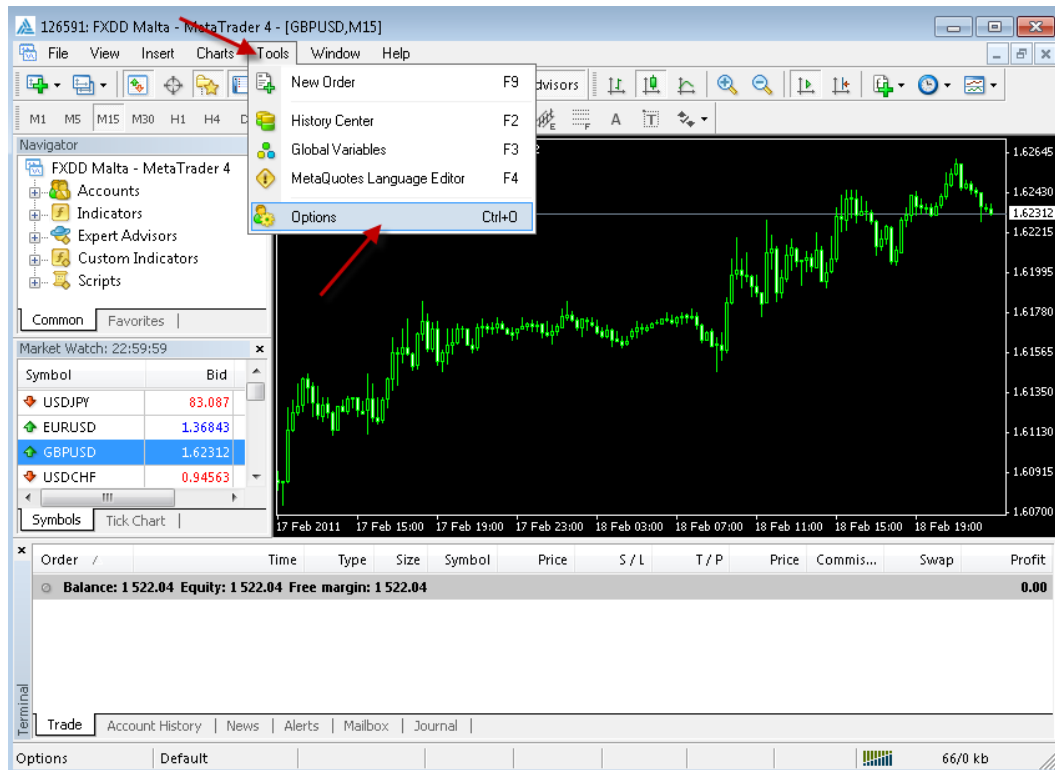 126591: FXDD Malta - MetaTrader 4 - [GBPUSD,M15]
File View Insert Charts Tools Window Help
New Order F9
History Center F2
Global Variables F3
MetaQuotes Language Editor F4
Options Ctrl+O
M1 M5 M15 M30 H1 H4
E F A T
Navigator
FXDD Malta - MetaTrader 4
Accounts
Indicators
Expert Advisors
Custom Indicators
Scripts
Common Favorites
Market Watch: 22:59:59
Symbol Bid
USDJPY 83.087
EURUSD 1.36843
GBPUSD 1.62312
USDCHF 0.94563
Symbols Tick Chart
1.62645
1.62430
1.62312
1.62215
1.61995
1.61780
1.61565
1.61350
1.61130
1.60915
1.60700
17 Feb 2011 17 Feb 15:00 17 Feb 19:00 17 Feb 23:00 18 Feb 03:00 18 Feb 07:00 18 Feb 11:00 18 Feb 15:00 18 Feb 19:00
Order / Time Type Size Symbol Price S / L T / P Price Commis... Swap Profit
Balance: 1 522.04 Equity: 1 522.04 Free margin: 1 522.04 0.00
Terminal
Trade Account History News Alerts Mailbox Journal
Options Default 66/0 kb